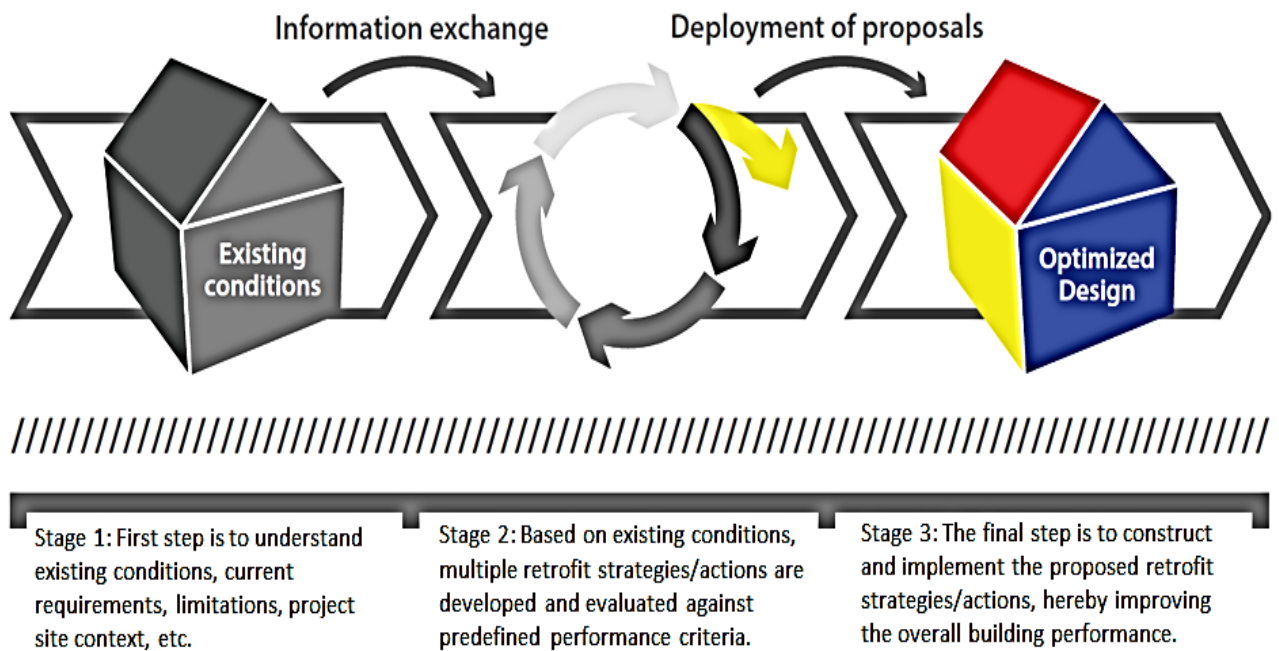 Information exchange
Deployment of proposals
Existing
conditions
Optimized
Design
Stage 1: First step is to understand
existing conditions, current
requirements, limitations, project
site context, etc.
Stage 2: Based on existing conditions,
multiple retrofit strategies/actions are
developed and evaluated against
predefined performance criteria.
Stage 3: The final step is to construct
and implement the proposed retrofit
strategies/actions, hereby improving
the overall building performance.